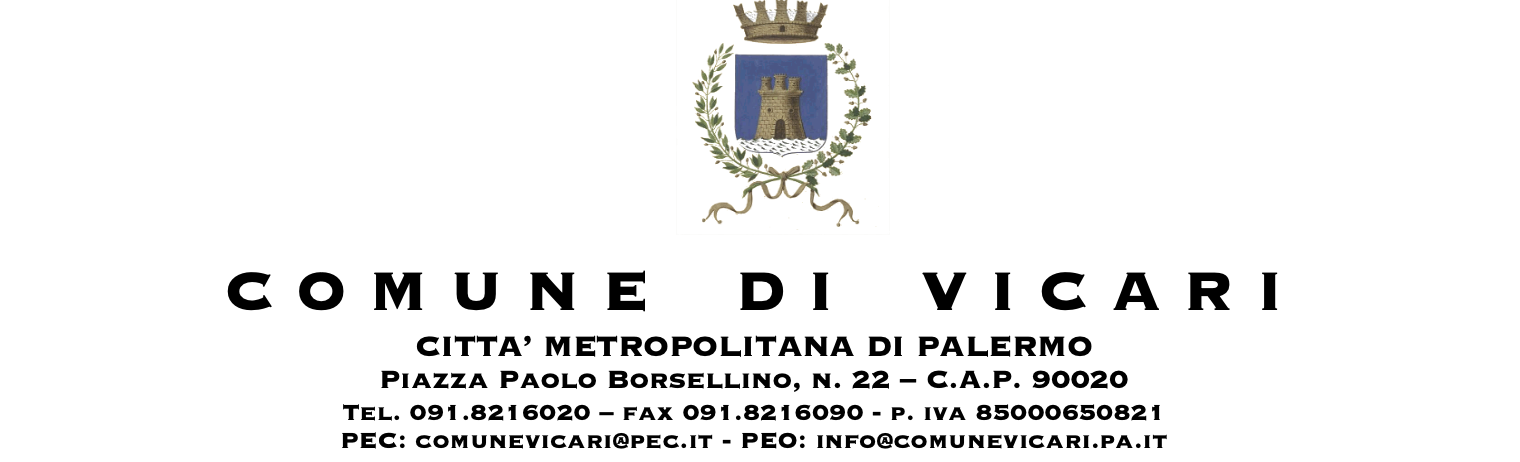 COMUNE DI VICARI
CITTA’ METROPOLITANA DI PALERMO
Piazza Paolo Borsellino, n. 22 – C.A.P. 90020
Tel. 091.8216020 – fax 091.8216090 - p. iva 85000650821
PEC: comunevicari@pec.it - PEO: info@comunevicari.pa.it